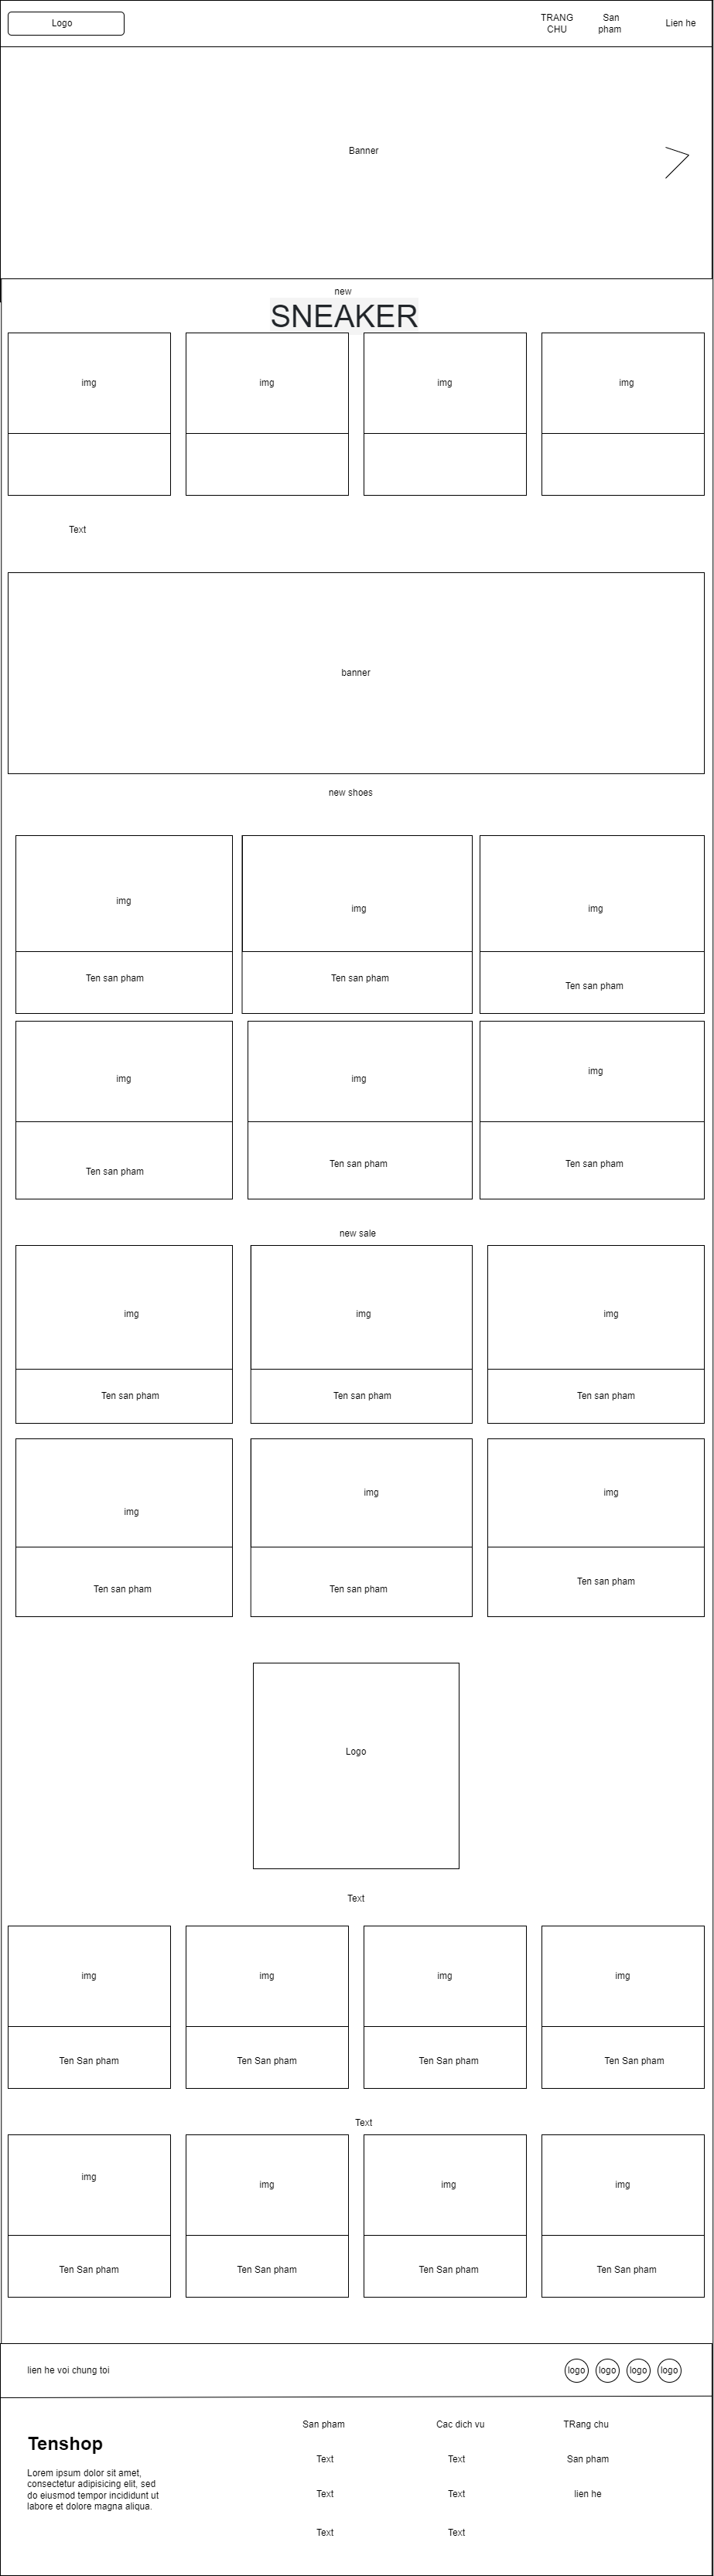 Logo
TRANG
CHU
San
pham
Lien he
Banner
new
SNEAKER
img
img
img
img
Text
banner
new shoes
img
img
img
Ten san pham
Ten san pham
Ten san pham
img
img
img
Ten san pham
Ten san pham
Ten san pham
new sale
img
img
img
Ten san pham
Ten san pham
Ten san pham
img
img
img
Ten san pham
Ten san pham
Ten san pham
Logo
Text
img
img
img
img
Ten San pham
Ten San pham
Ten San pham
Ten San pham
Text
img
img
img
img
Ten San pham
Ten San pham
Ten San pham
Ten San pham
lien he voi chung toi
logo
logo
logo
logo
Tenshop
Lorem ipsum dolor sit amet,
consectetur adipisicing elit, sed
do eiusmod tempor incididunt ut
labore et dolore magna aliqua.
San pham
Text
Text
Text
Cac dich vu
Text
Text
Text
TRang chu
San pham
lien he